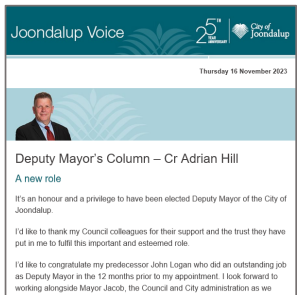 Joondalup Voice
25TH
YEAR
ANNIVERSARY
City of
Joondalup
Thursday 16 November 2023
Deputy Mayor's Column – Cr Adrian Hill
A new role
It's an honour and a privilege to have been elected Deputy Mayor of the City of
Joondalup.
I'd like to thank my Council colleagues for their support and the trust they have
put in me to fulfil this important and esteemed role.
I'd like to congratulate my predecessor John Logan who did an outstanding job
as Deputy Mayor in the 12 months prior to my appointment. I look forward to
working alongside Mayor Jacob, the Council and City administration as we